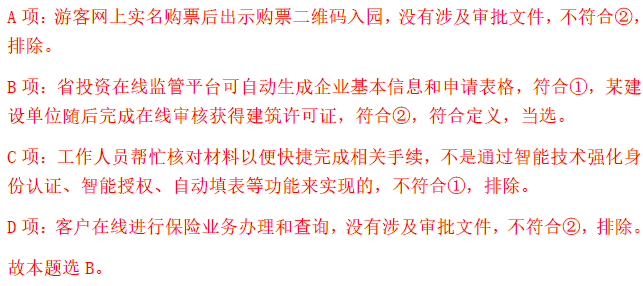 A 项：游客网上实名购票后出示购票二维码入园，没有涉及审批文件，不符合②，
排除。
B 项：省投资在线监管平台可自动生成企业基本信息和申请表格，符合①，某建
设单位随后完成在线审核获得建筑许可证，符合②，符合定义，当选。
C 项：工作人员帮忙核对材料以便快捷完成相关手续，不是通过智能技术强化身
份认证、智能授权、自动填表等功能来实现的，不符合①，排除。
D 项：客户在线进行保险业务办理和查询，没有涉及审批文件，不符合②，排除。
故本题选 B。